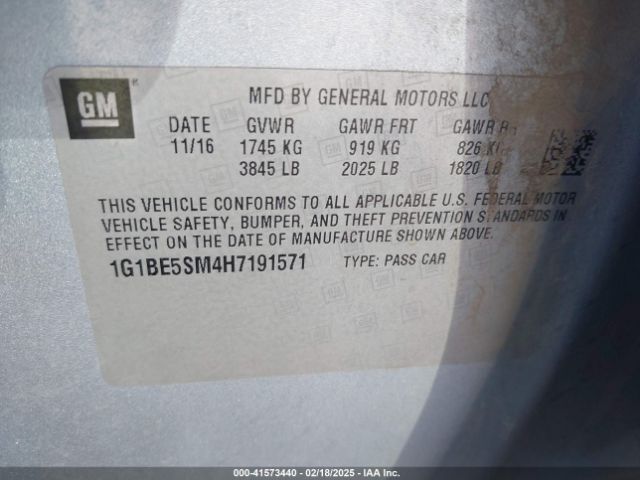 GM
MFD BY GENERAL MOTORS LLC
DATE GVWR GAWR FRT GAWR R
11/16 1745 KG 919 KG 826 KG
3845 LB 2025 LB 1820 LB
THIS VEHICLE CONFORMS TO ALL APPLICABLE U.S. FEDERAL MOTOR
VEHICLE SAFETY, BUMPER, AND THEFT PREVENTION STANDARDS IN
EFFECT ON THE DATE OF MANUFACTURE SHOWN ABOVE.
1G1BE5SM4H7191571 TYPE: PASS CAR
000-41573440 - 02/18/2025 - IAA Inc.